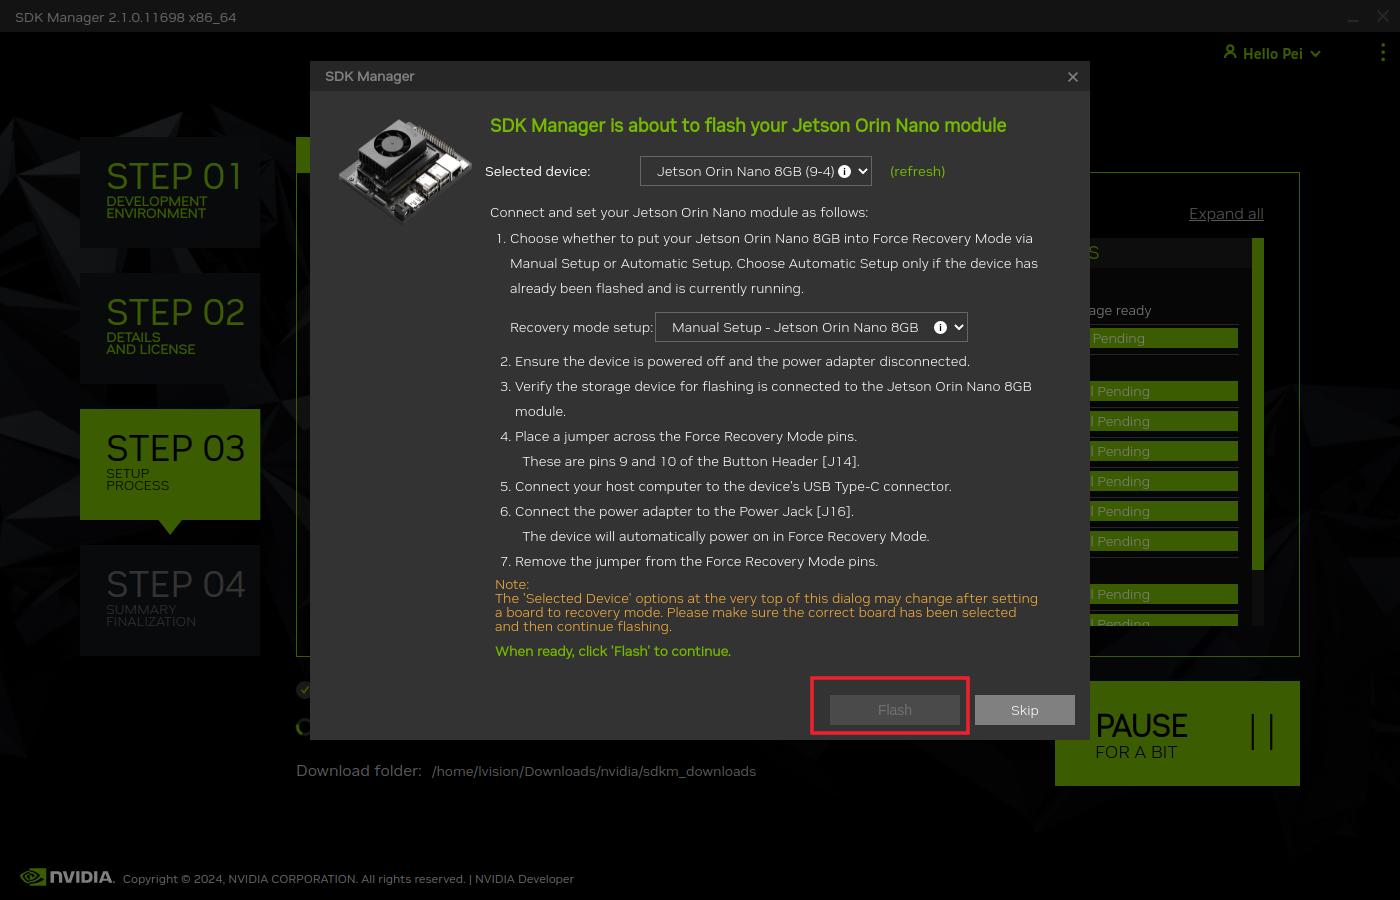 SDK Manager 2.1.0.11698 x86_64
Hello Pei
SDK Manager
SDK Manager is about to flash your Jetson Orin Nano module
Selected device:
Jetson Orin Nano 8GB (9-4)
(refresh)
Connect and set your Jetson Orin Nano module as follows:
1. Choose whether to put your Jetson Orin Nano 8GB into Force Recovery Mode via
Manual Setup or Automatic Setup. Choose Automatic Setup only if the device has
already been flashed and is currently running.
Recovery mode setup:
Manual Setup - Jetson Orin Nano 8GB
2. Ensure the device is powered off and the power adapter disconnected.
3. Verify the storage device for flashing is connected to the Jetson Orin Nano 8GB
module.
4. Place a jumper across the Force Recovery Mode pins.
These are pins 9 and 10 of the Button Header [J14].
5. Connect your host computer to the device's USB Type-C connector.
6. Connect the power adapter to the Power Jack [J16].
The device will automatically power on in Force Recovery Mode.
7. Remove the jumper from the Force Recovery Mode pins.
Note:
The 'Selected Device' options at the very top of this dialog may change after setting
a board to recovery mode. Please make sure the correct board has been selected
and then continue flashing.
When ready, click 'Flash' to continue.
Flash
Skip
STEP 01
DEVELOPMENT
ENVIRONMENT
STEP 02
DETAILS
AND LICENSE
STEP 03
SETUP
PROCESS
STEP 04
SUMMARY
FINALIZATION
Expand all
S
age ready
Pending
l Pending
l Pending
l Pending
l Pending
l Pending
l Pending
l Pending
l Pending
PAUSE
FOR A BIT
Download folder: /home/lvision/Downloads/nvidia/sdkm_downloads
NVIDIA. Copyright © 2024, NVIDIA CORPORATION. All rights reserved. | NVIDIA Developer